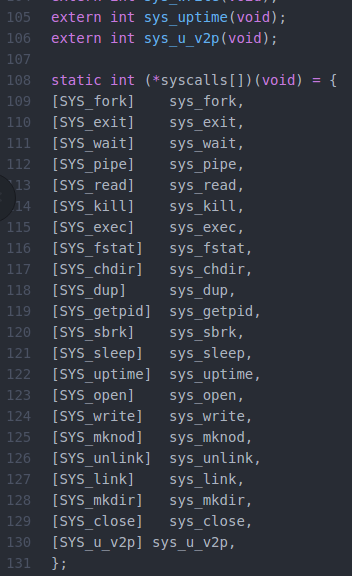 105 extern int sys_uptime(void);
106 extern int sys_u_v2p(void);
107
108 static int (*syscalls[])(void) = {
109 [SYS_fork]    sys_fork,
110 [SYS_exit]    sys_exit,
111 [SYS_wait]    sys_wait,
112 [SYS_pipe]    sys_pipe,
13 [SYS_read]    sys_read,
14 [SYS_kill]    sys_kill,
115 [SYS_exec]    sys_exec,
116 [SYS_fstat]   sys_fstat,
117 [SYS_chdir]   sys_chdir,
118 [SYS_dup]     sys_dup,
119 [SYS_getpid]  sys_getpid,
120 [SYS_sbrk]    sys_sbrk,
121 [SYS_sleep]   sys_sleep,
122 [SYS_uptime]  sys_uptime,
123 [SYS_open]    sys_open,
124 [SYS_write]   sys_write,
125 [SYS_mknod]   sys_mknod,
126 [SYS_unlink]  sys_unlink,
127 [SYS_link]    sys_link,
128 [SYS_mkdir]   sys_mkdir,
129 [SYS_close]   sys_close,
130 [SYS_u_v2p] sys_u_v2p,
131 };